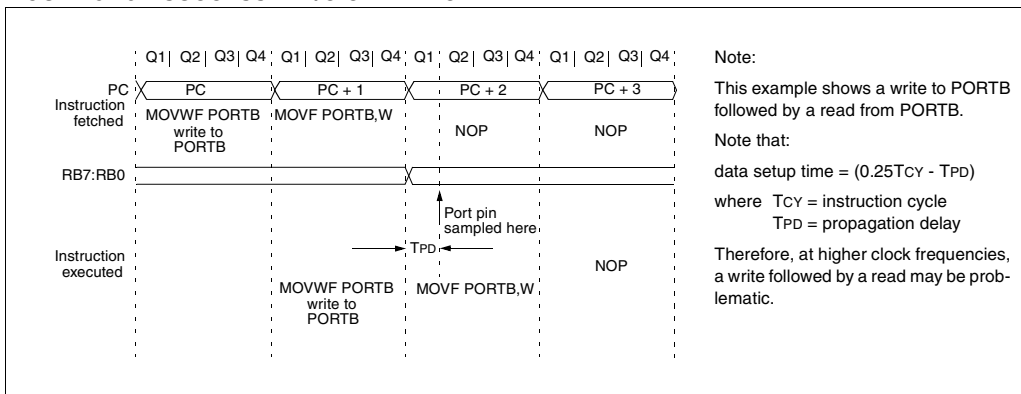 Q1| Q2| Q3| Q4 Q1| Q2| Q3| Q4 Q1| Q2| Q3| Q4 Q1| Q2| Q3| Q4
PC PC PC + 1 PC + 2 PC + 3
Instruction
fetched
MOVWF PORTB
write to
PORTB
MOVF PORTB,W
NOP
NOP
RB7:RB0
Port pin
sampled here
TPD
Instruction
executed
MOVWF PORTB
write to
PORTB
MOVF PORTB,W
NOP
Note:
This example shows a write to PORTB
followed by a read from PORTB.
Note that:
data setup time = (0.25TCY - TPD)
where TCY = instruction cycle
TPD = propagation delay
Therefore, at higher clock frequencies,
a write followed by a read may be prob-
lematic.